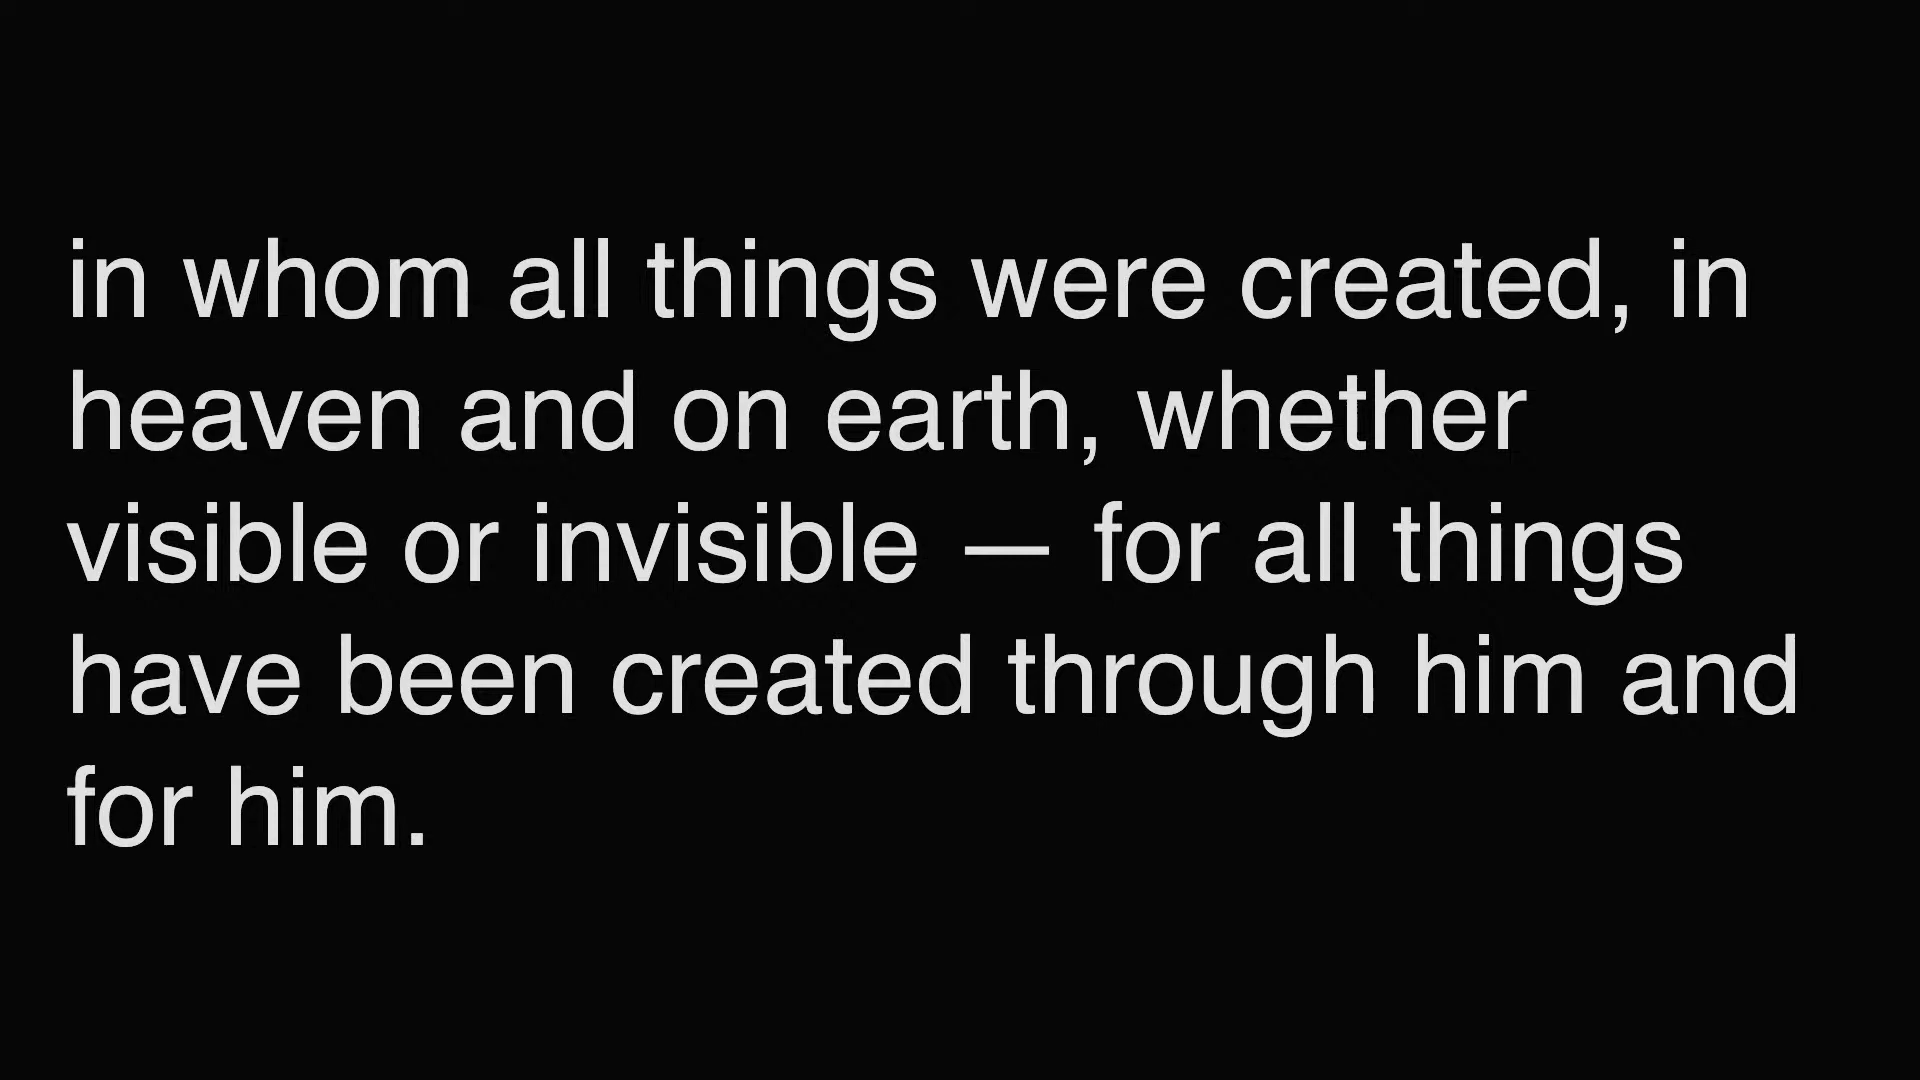 in whom all things were created, in
heaven and on earth, whether
visible or invisible — for all things
have been created through him and
for him.